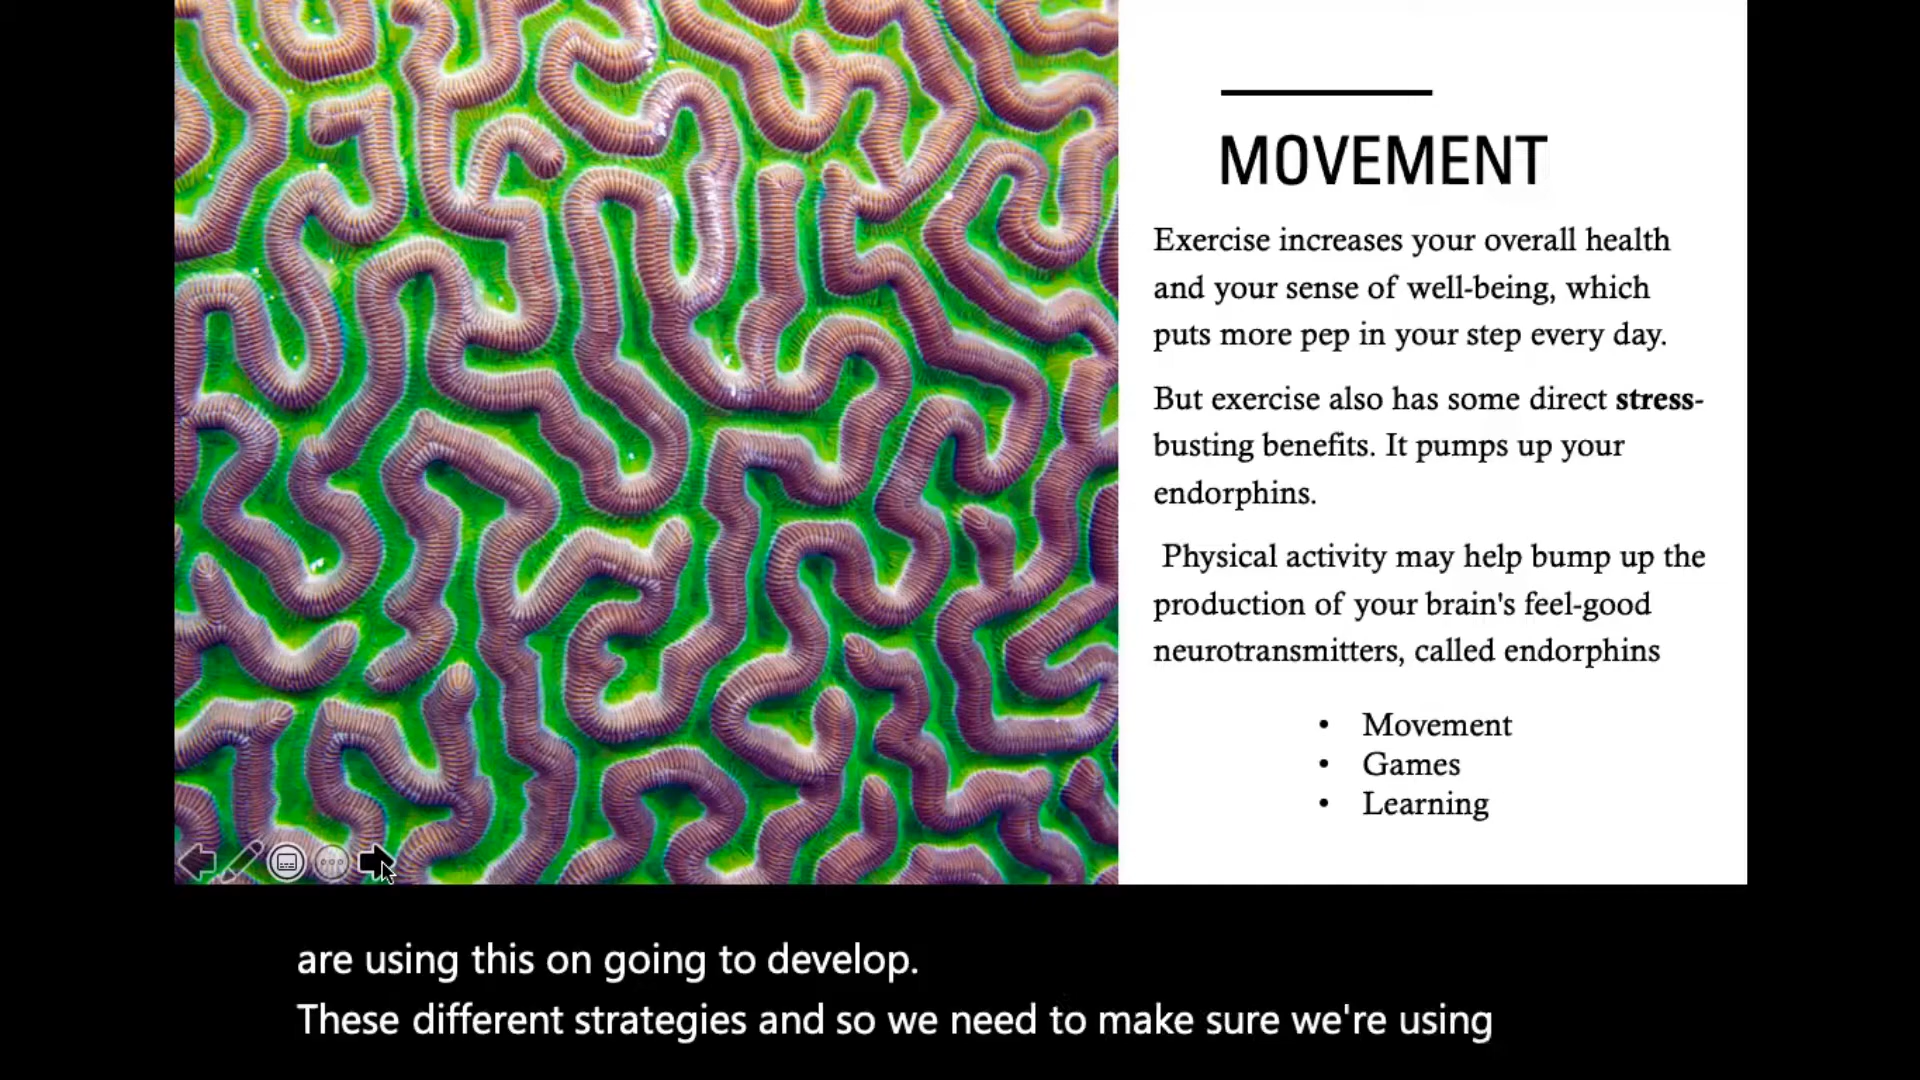 MOVEMENT
Exercise increases your overall health
and your sense of well-being, which
puts more pep in your step every day.
But exercise also has some direct stress-
busting benefits. It pumps up your
endorphins.
Physical activity may help bump up the
production of your brain's feel-good
neurotransmitters, called endorphins
• Movement
• Games
• Learning
are using this on going to develop.
These different strategies and so we need to make sure we're using